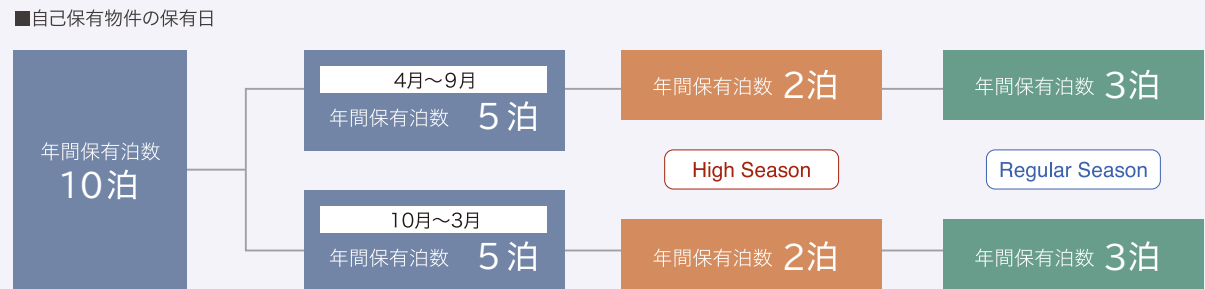 ■自己保有物件の保有日
年間保有泊数
10泊
4月〜9月
年間保有泊数 5泊
年間保有泊数 2泊
年間保有泊数 3泊
High Season
Regular Season
10月〜3月
年間保有泊数 5泊
年間保有泊数 2泊
年間保有泊数 3泊